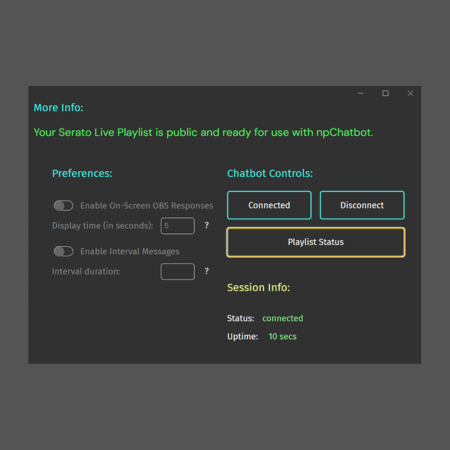 More Info:
Your Serato Live Playlist is public and ready for use with npChatbot.
Preferences:
Enable On-Screen OBS Responses
Display time (in seconds): 5 ?
Enable Interval Messages
Interval duration: ?
Chatbot Controls:
Connected Disconnect
Playlist Status
Session Info:
Status: connected
Uptime: 10 secs